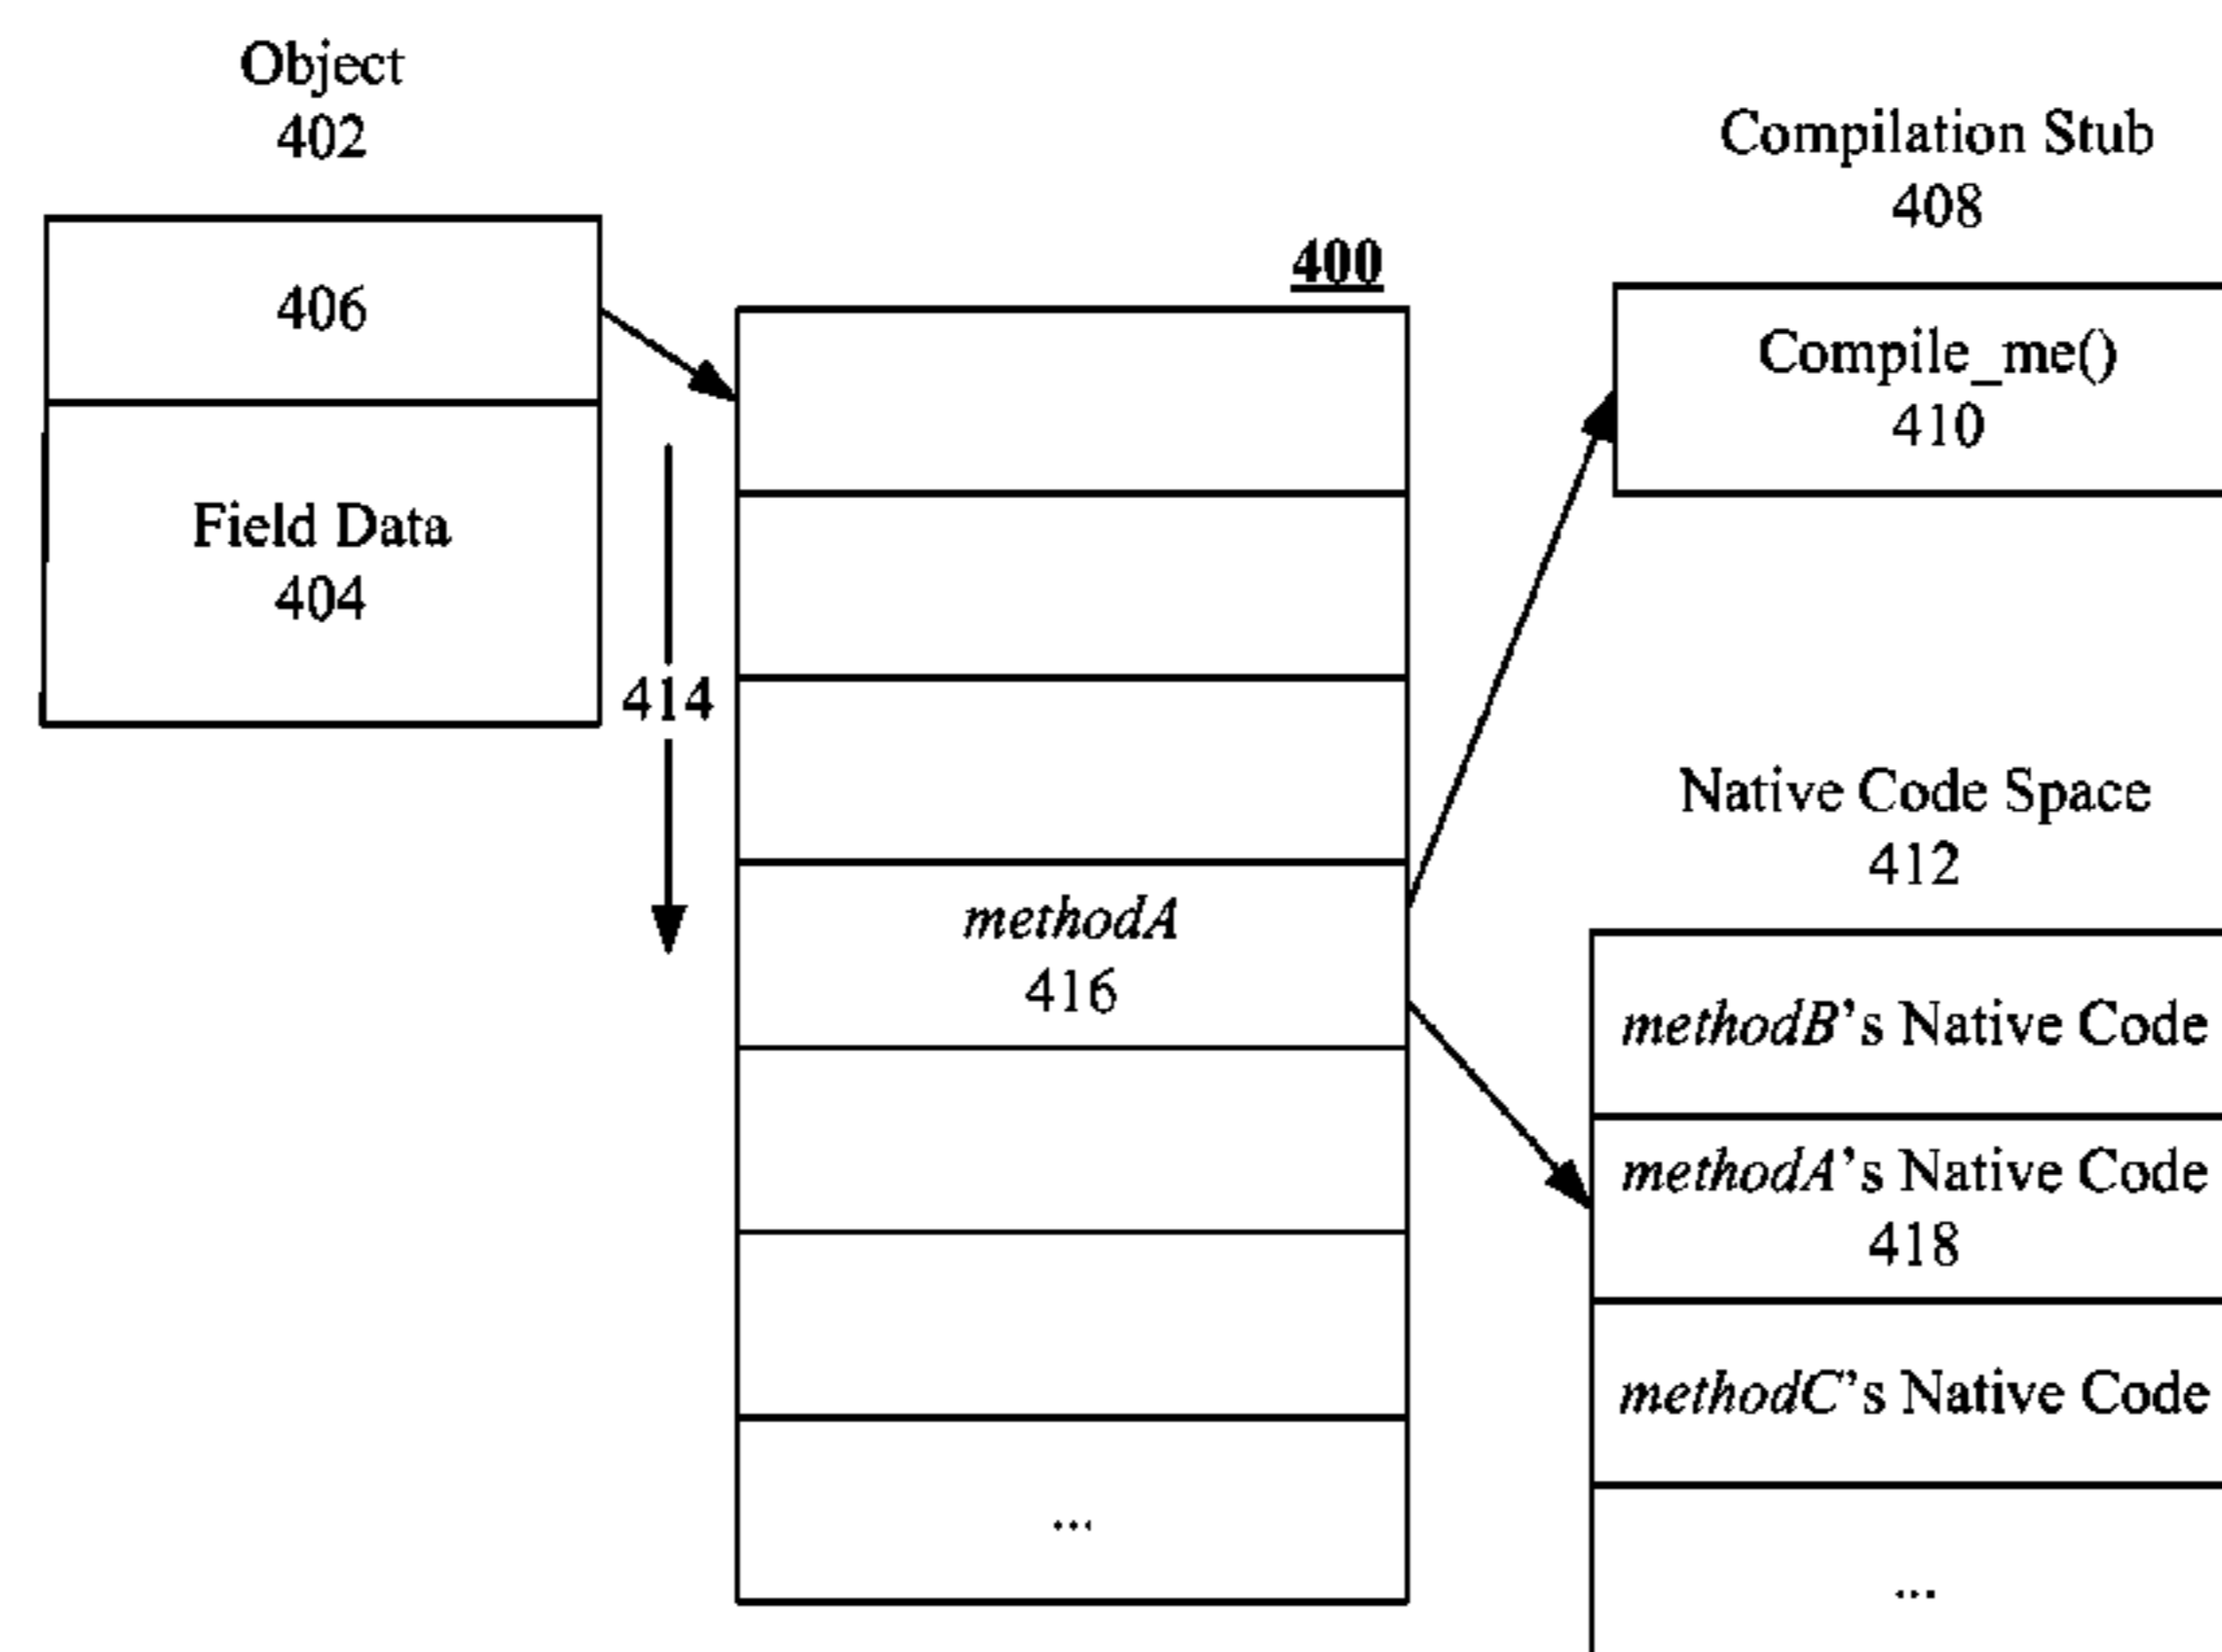 Object
402
406
Field Data
404
414
400
methodA
416
...
Compilation Stub
408
Compile_me()
410
Native Code Space
412
methodB's Native Code
methodA's Native Code
418
methodC's Native Code
...